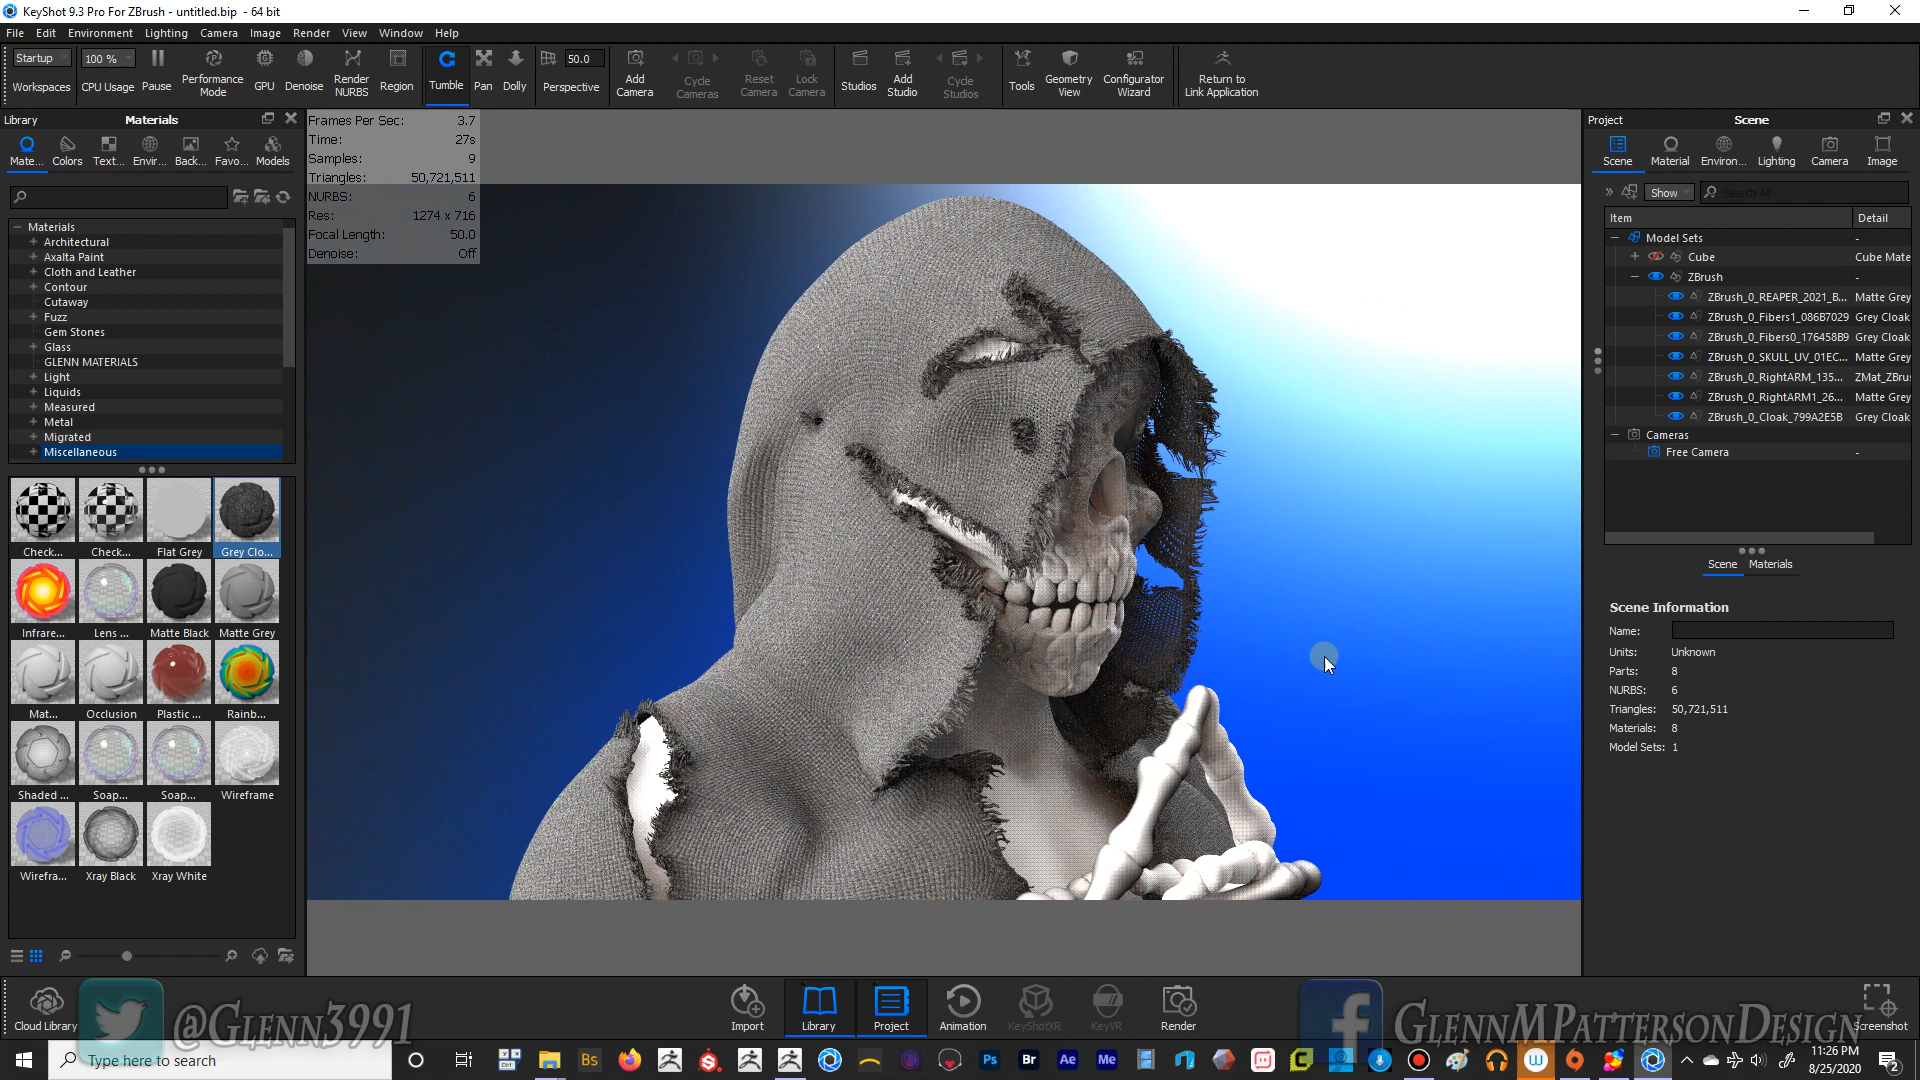 KeyShot 9.3 Pro For ZBrush - untitled.bip - 64 bit
File Edit Environment Lighting Camera Image Render View Window Help
Startup 100 % 50.0
Workspaces CPU Usage Pause Performance Mode GPU Denoise Render NURBS Region Tumble Pan Dolly Perspective Add Camera Cycle Cameras Reset Camera Lock Camera Studios Add Studio Cycle Studios Tools Geometry View Configurator Wizard Return to Link Application
Library Materials
Mate... Colors Text... Envir... Back... Favo... Models
Materials
Architectural
Axalta Paint
Cloth and Leather
Contour
Cutaway
Fuzz
Gem Stones
Glass
GLENN MATERIALS
Light
Liquids
Measured
Metal
Migrated
Miscellaneous
Check... Check... Flat Grey Grey Clo...
Infrare... Lens ... Matte Black Matte Grey
Mat... Occlusion Plastic ... Rainb...
Shaded ... Soap... Soap... Wireframe
Wirefra... Xray Black Xray White
Frames Per Sec: 3.7
Time: 27s
Samples: 9
Triangles: 50,721,511
NURBS: 6
Res: 1274 x 716
Focal Length: 50.0
Denoise: Off
Project Scene
Scene Material Environ... Lighting Camera Image
Show Search All
Item Detail
Model Sets -
Cube Cube Mate
ZBrush -
ZBrush_0_REAPER_2021_B... Matte Grey
ZBrush_0_Fibers1_086B7029 Grey Cloak
ZBrush_0_Fibers0_176458B9 Grey Cloak
ZBrush_0_SKULL_UV_01EC... Matte Grey
ZBrush_0_RightARM_135... ZMat_ZBru
ZBrush_0_RightARM1_26... Matte Grey
ZBrush_0_Cloak_799A2E5B Grey Cloak
Cameras
Free Camera -
Scene Materials
Scene Information
Name:
Units: Unknown
Parts: 8
NURBS: 6
Triangles: 50,721,511
Materials: 8
Model Sets: 1
Cloud Library Import Library Project Animation KeyShotXR KeyVR Render Screenshot
@GLENN3991
GLENNMPATTERSONDESIGN
Type here to search
Bs Ps Br Ae Me
11:26 PM
8/25/2020
2